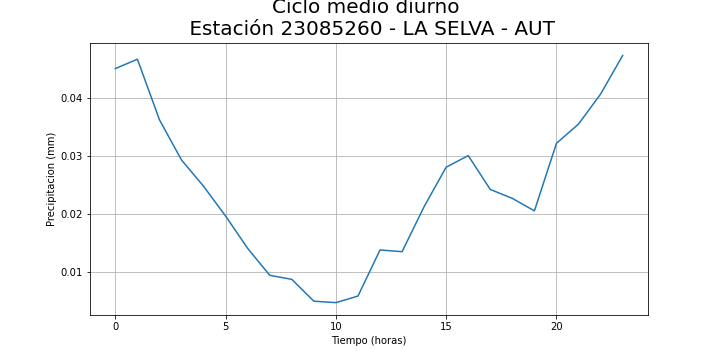 Ciclo medio diurno
Estación 23085260 - LA SELVA - AUT
0.04
0.03
0.02
0.01
Precipitacion (mm)
0 5 10 15 20
Tiempo (horas)